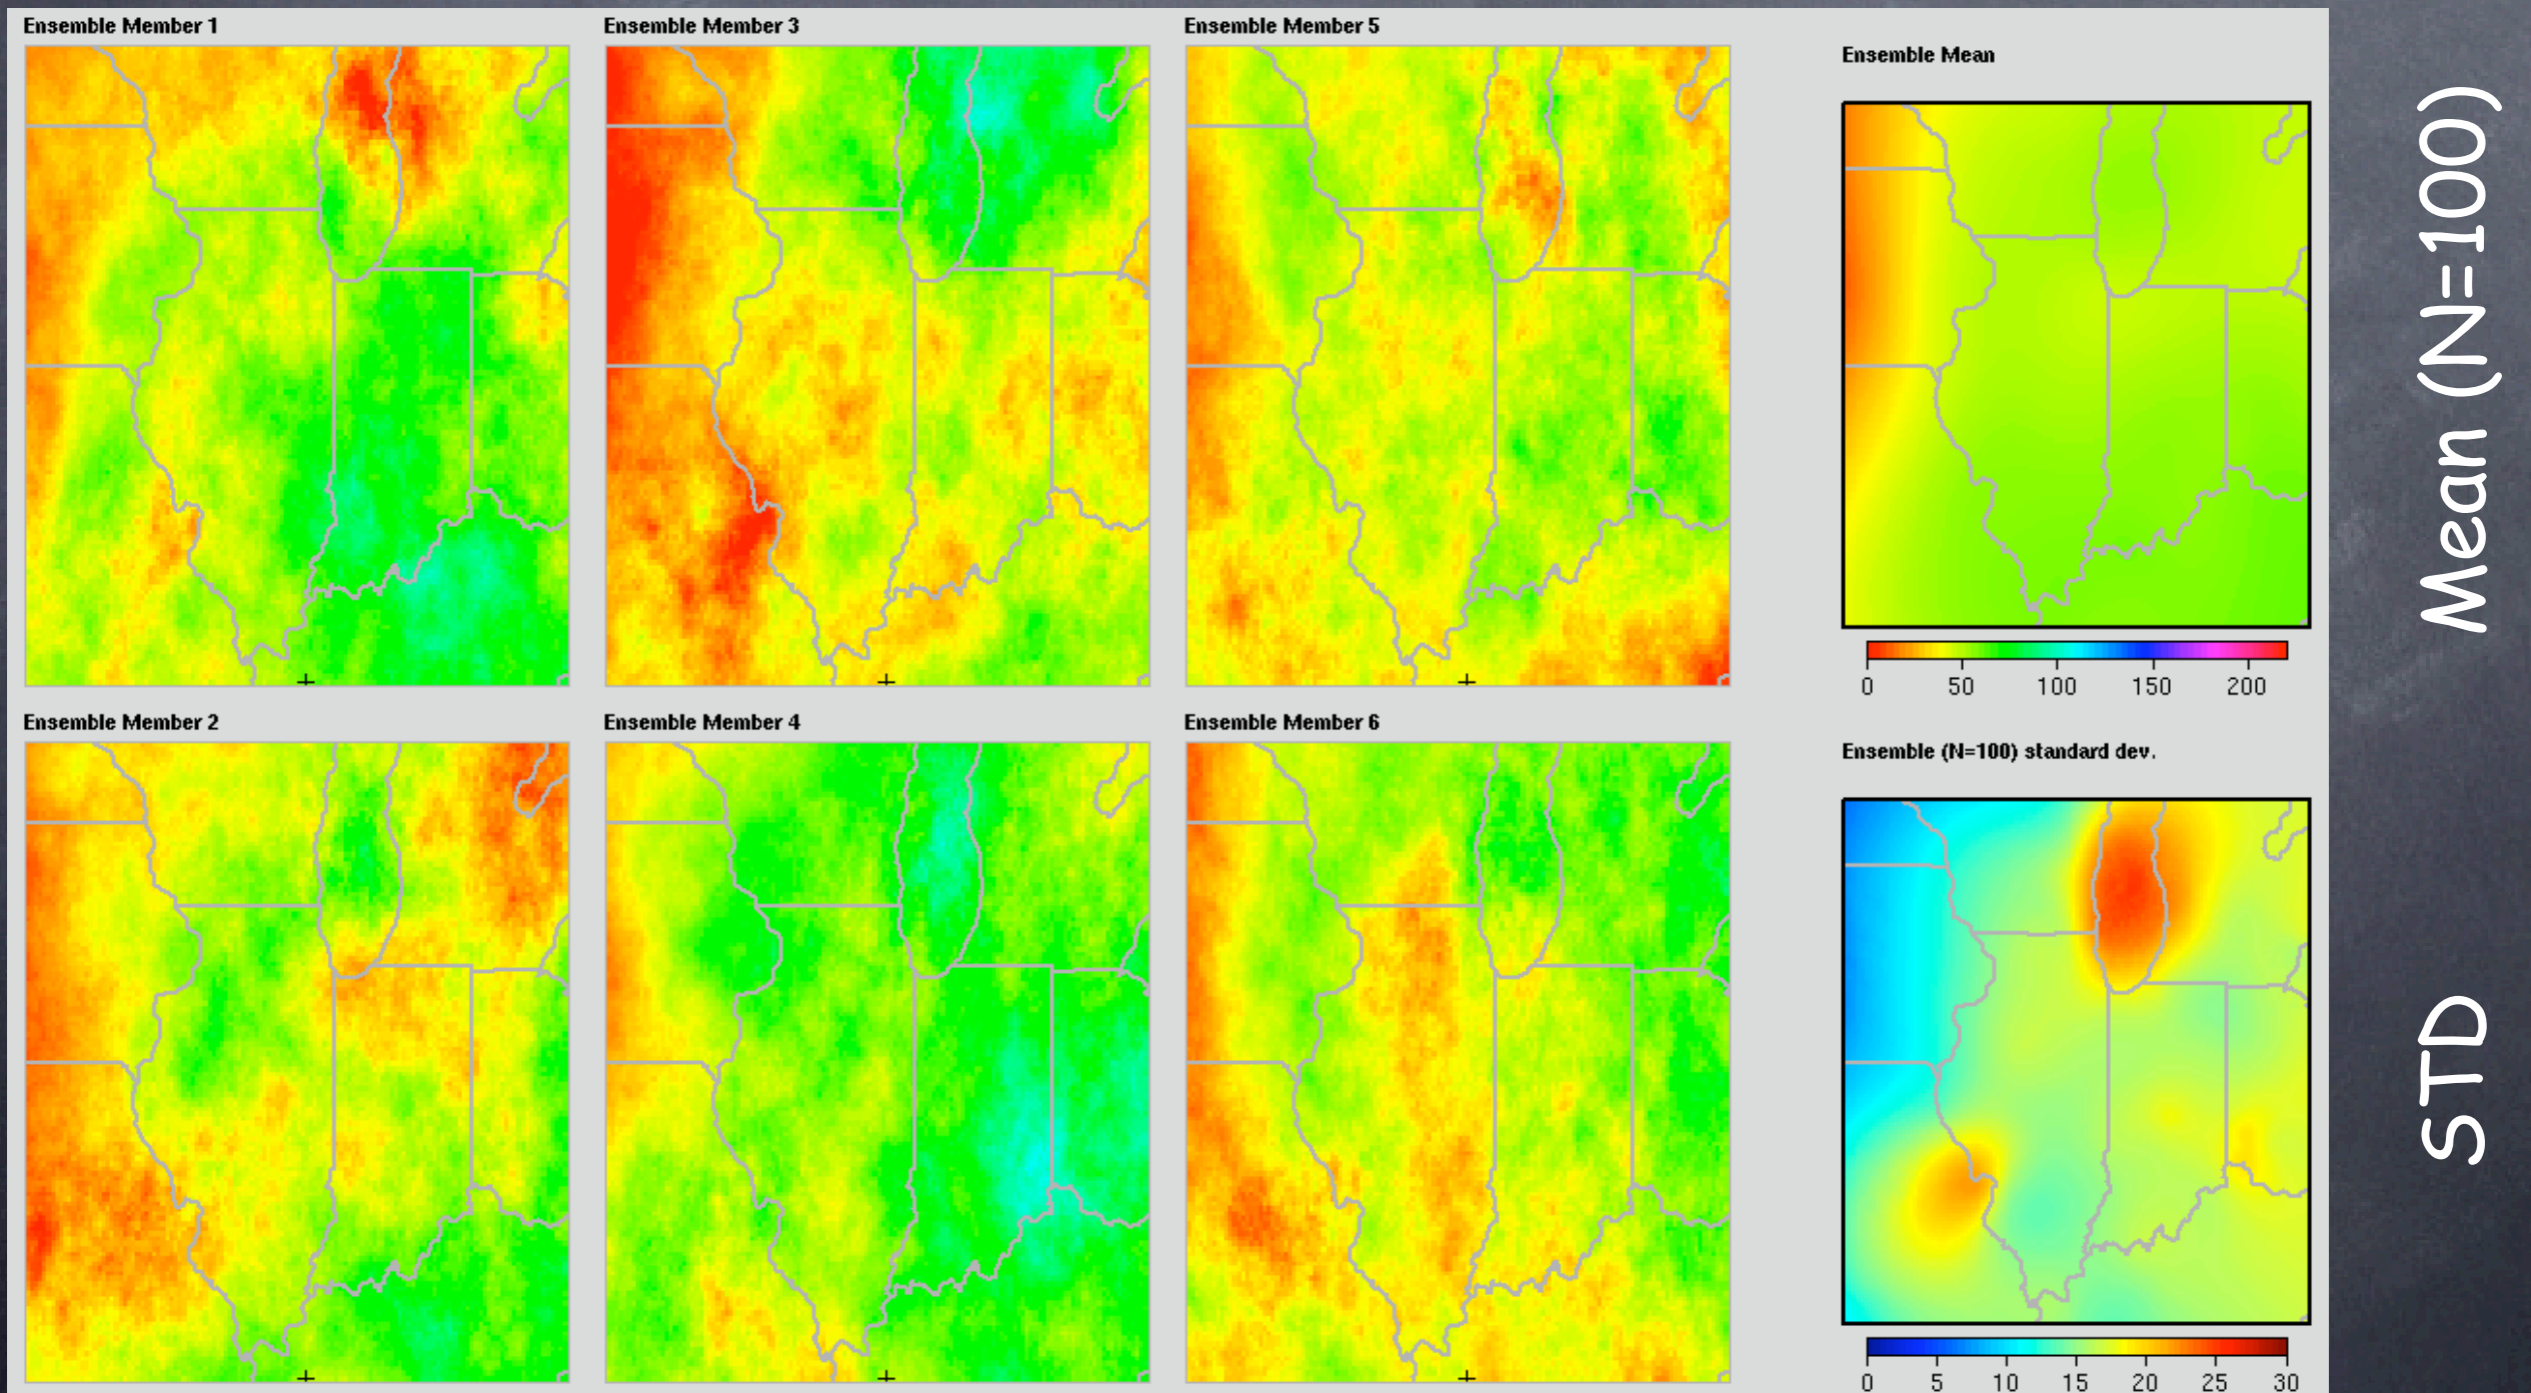 Ensemble Member 1
Ensemble Member 3
Ensemble Member 5
Ensemble Mean
0 50 100 150 200
Mean (N=100)
Ensemble Member 2
Ensemble Member 4
Ensemble Member 6
Ensemble (N=100) standard dev.
0 5 10 15 20 25 30
STD